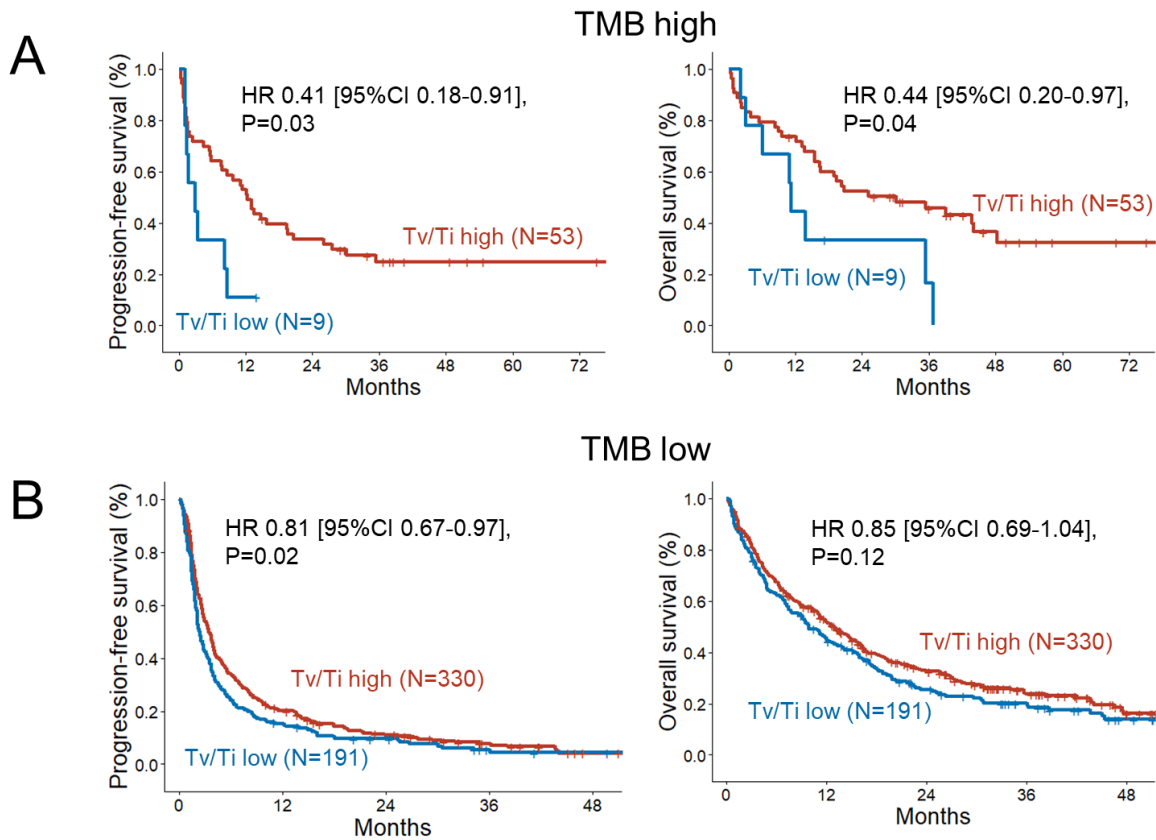 TMB high
A
Progression-free survival (%)
1.0
0.8
0.6
0.4
0.2
0.0
HR 0.41 [95%CI 0.18-0.91],
P=0.03
Tv/Ti high (N=53)
Tv/Ti low (N=9)
0 12 24 36 48 60 72
Months
Overall survival (%)
1.0
0.8
0.6
0.4
0.2
0.0
HR 0.44 [95%CI 0.20-0.97],
P=0.04
Tv/Ti high (N=53)
Tv/Ti low (N=9)
0 12 24 36 48 60 72
Months
TMB low
B
Progression-free survival (%)
1.0
0.8
0.6
0.4
0.2
0.0
HR 0.81 [95%CI 0.67-0.97],
P=0.02
Tv/Ti high (N=330)
Tv/Ti low (N=191)
0 12 24 36 48
Months
Overall survival (%)
1.0
0.8
0.6
0.4
0.2
0.0
HR 0.85 [95%CI 0.69-1.04],
P=0.12
Tv/Ti high (N=330)
Tv/Ti low (N=191)
0 12 24 36 48
Months